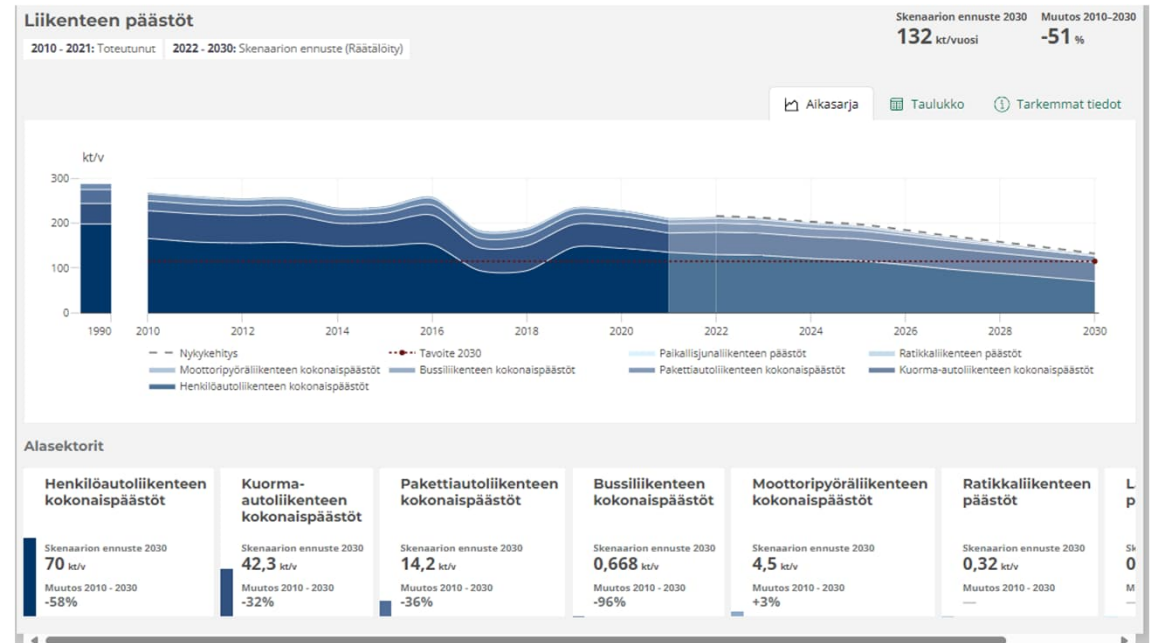 Liikenteen päästöt
Skenaarion ennuste 2030
132 kt/vuosi
Muutos 2010–2030
-51 %
2010 - 2021: Toteutunut
2022 - 2030: Skenaarion ennuste (Räätälöity)
Aikasarja
Taulukko
Tarkemmat tiedot
kt/v
300
200
100
0
1990
2010
2012
2014
2016
2018
2020
2022
2024
2026
2028
2030
Nykykehitys
Tavoite 2030
Paikallisjunaliikenteen päästöt
Ratikkaliikenteen päästöt
Moottoripyöräliikenteen kokonaispäästöt
Bussiliikenteen kokonaispäästöt
Pakettiautoliikenteen kokonaispäästöt
Kuorma-autoliikenteen kokonaispäästöt
Henkilöautoliikenteen kokonaispäästöt
Alasektorit
Henkilöautoliikenteen
kokonaispäästöt
Skenaarion ennuste 2030
70 kt/v
Muutos 2010 - 2030
-58%
Kuorma-
autoliikenteen
kokonaispäästöt
Skenaarion ennuste 2030
42,3 kt/v
Muutos 2010 - 2030
-32%
Pakettiautoliikenteen
kokonaispäästöt
Skenaarion ennuste 2030
14,2 kt/v
Muutos 2010 - 2030
-36%
Bussiliikenteen
kokonaispäästöt
Skenaarion ennuste 2030
0,668 kt/v
Muutos 2010 - 2030
-96%
Moottoripyöräliikenteen
kokonaispäästöt
Skenaarion ennuste 2030
4,5 kt/v
Muutos 2010 - 2030
+3%
Ratikkaliikenteen
päästöt
Skenaarion ennuste 2030
0,32 kt/v
Muutos 2010 - 2030
—